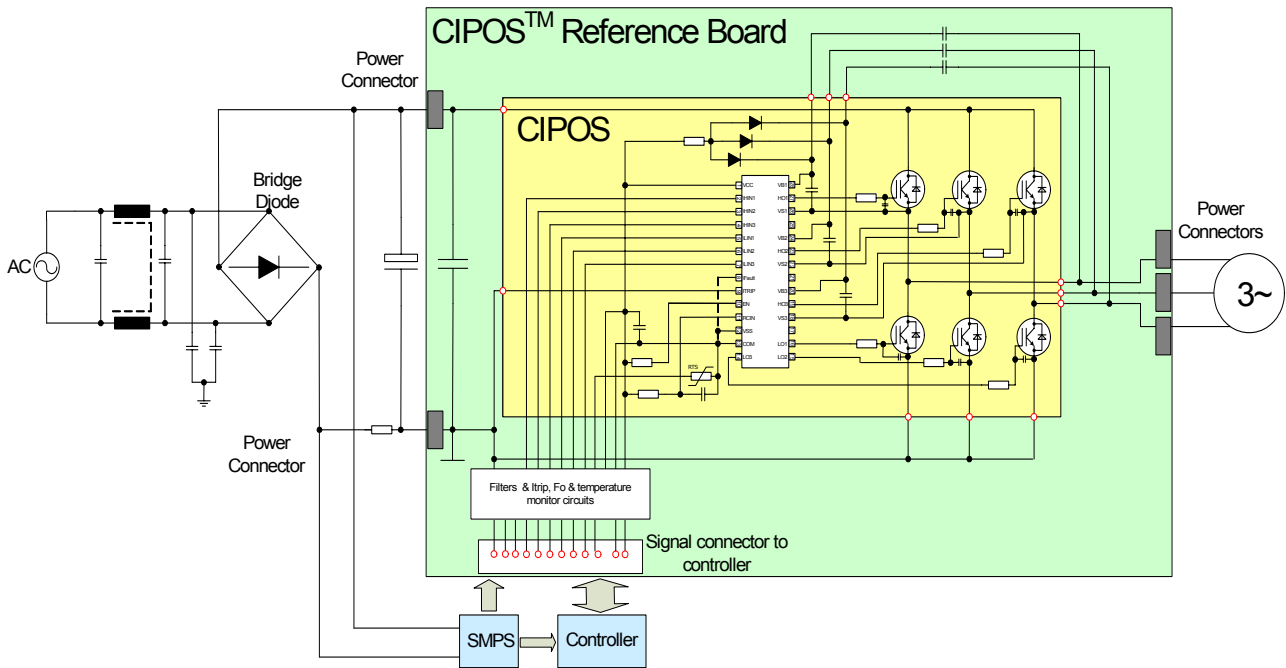 CIPOS™ Reference Board
Power
Connector
CIPOS
Bridge
Diode
AC
VCC
HIN1
HIN2
HIN3
LIN1
LIN2
LIN3
Fault
ITRIP
EN
RCIN
VSS
COM
LO3
VB1
HO1
VS1
VB2
HO2
VS2
VB3
HO3
VS3
LO1
LO2
RTS
Power
Connectors
3~
Power
Connector
Filters & Itrip, Fo & temperature
monitor circuits
Signal connector to
controller
SMPS
Controller